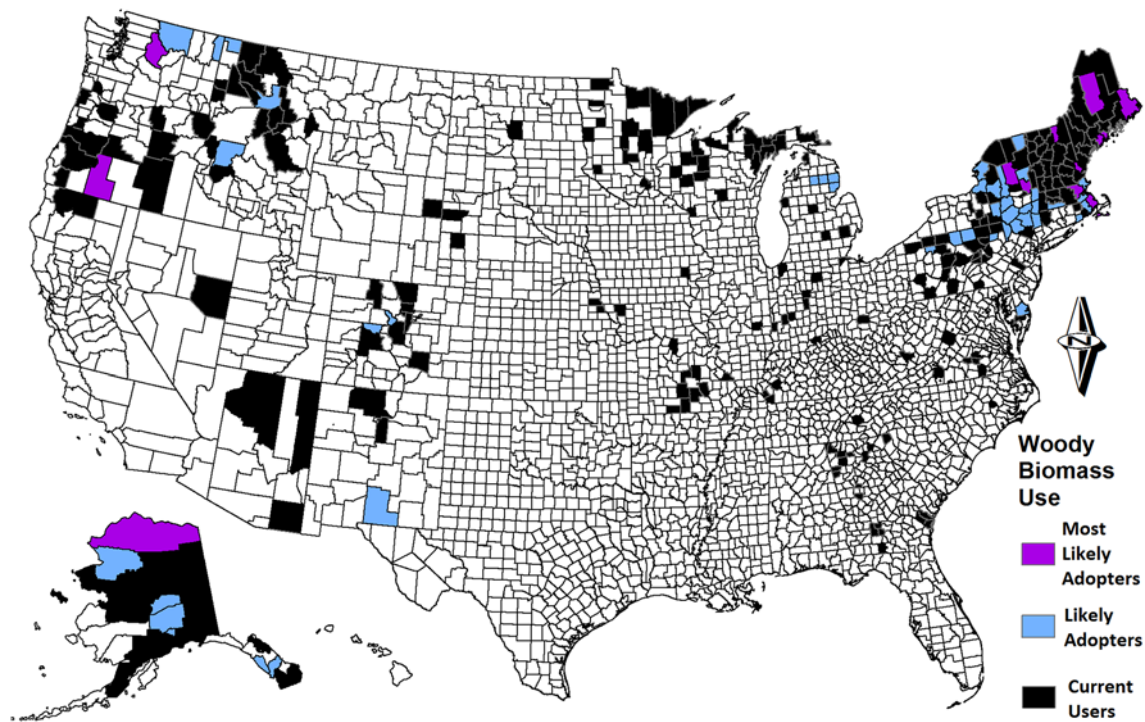 N
Woody
Biomass
Use
Most
Likely
Adopters
Likely
Adopters
Current
Users